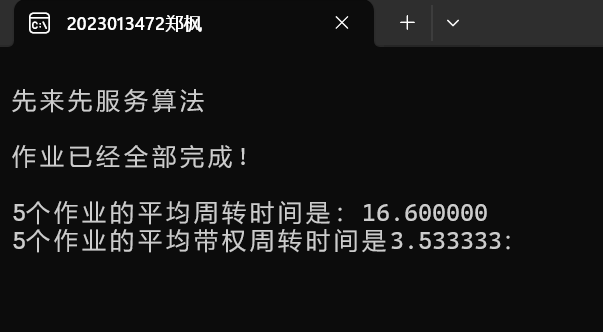 2023013472郑枫
先来先服务算法
作业已经全部完成！
5个作业的平均周转时间是：16.600000
5个作业的平均带权周转时间是3.533333：